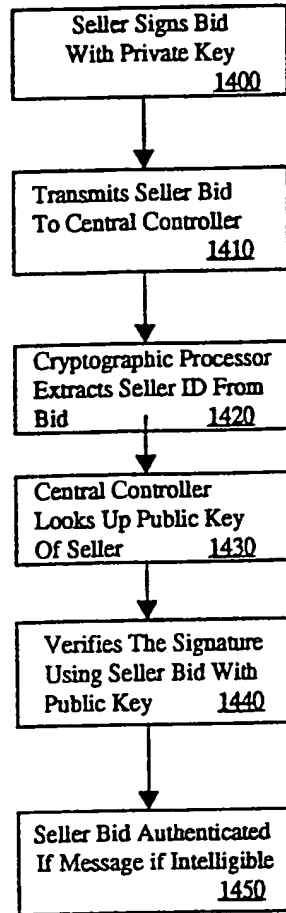 Seller Signs Bid
With Private Key
1400
Transmits Seller Bid
To Central Controller
1410
Cryptographic Processor
Extracts Seller ID From
Bid 1420
Central Controller
Looks Up Public Key
Of Seller 1430
Verifies The Signature
Using Seller Bid With
Public Key 1440
Seller Bid Authenticated
If Message if Intelligible
1450